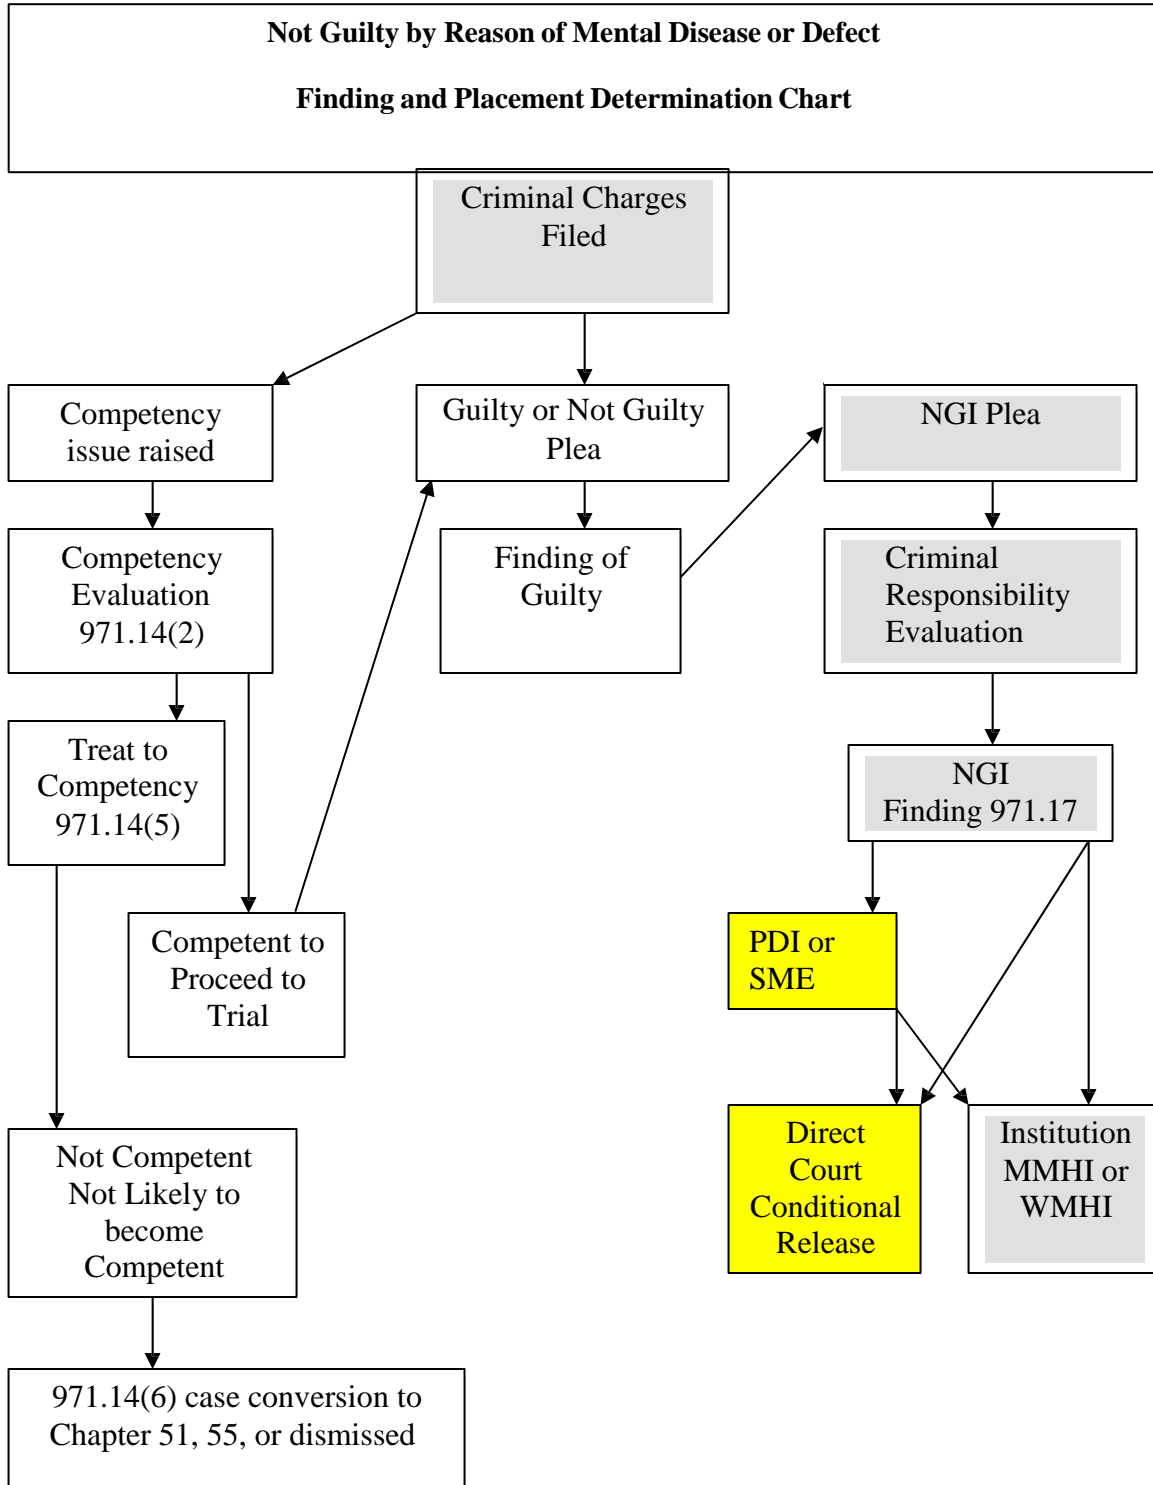 Not Guilty by Reason of Mental Disease or Defect
Finding and Placement Determination Chart
Criminal Charges
Filed
Competency
issue raised
Guilty or Not Guilty
Plea
NGI Plea
Competency
Evaluation
971.14(2)
Finding of
Guilty
Criminal
Responsibility
Evaluation
Treat to
Competency
971.14(5)
NGI
Finding 971.17
Competent to
Proceed to
Trial
PDI or
SME
Not Competent
Not Likely to
become
Competent
Direct
Court
Conditional
Release
Institution
MMHI or
WMHI
971.14(6) case conversion to
Chapter 51, 55, or dismissed